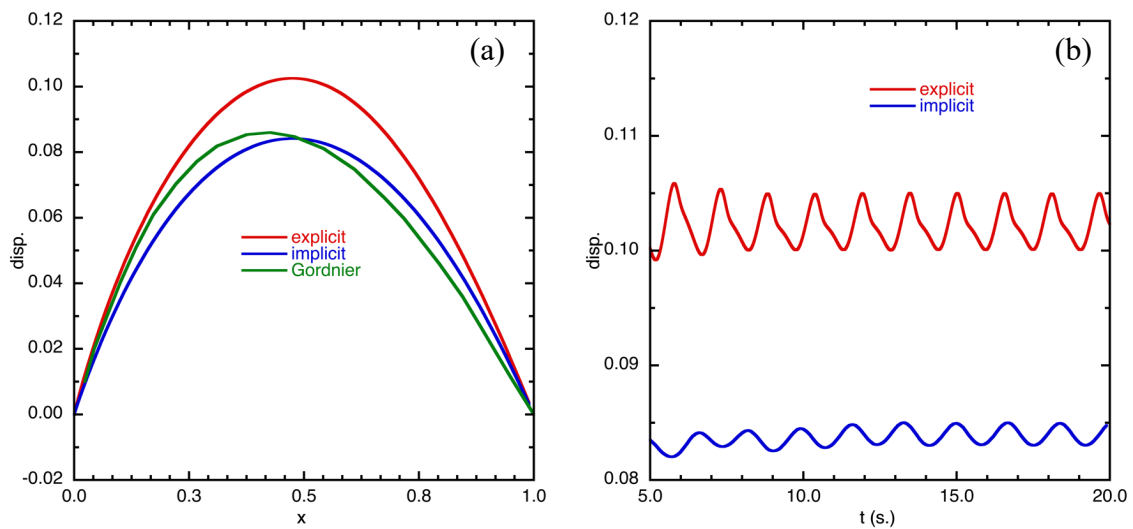 (a)
0.12
0.10
0.08
0.06
0.04
0.02
0.00
-0.02
disp.
explicit
implicit
Gordnier
0.0 0.3 0.5 0.8 1.0
x
(b)
0.12
0.11
0.10
0.09
0.08
disp.
explicit
implicit
5.0 10.0 15.0 20.0
t (s.)